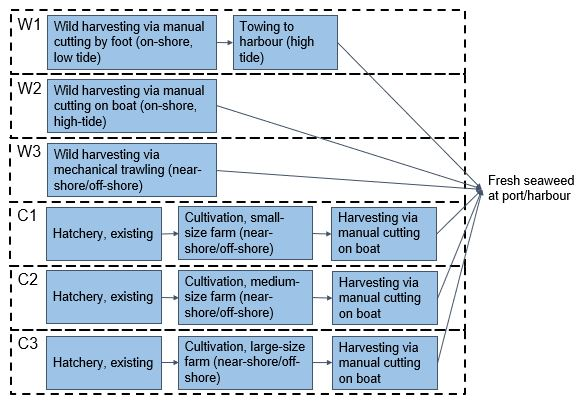 W1
Wild harvesting via manual
cutting by foot (on-shore,
low tide)
Towing to
harbour (high
tide)
W2
Wild harvesting via manual
cutting on boat (on-shore,
high-tide)
W3
Wild harvesting via
mechanical trawling (near-
shore/off-shore)
Fresh seaweed
at port/harbour
C1
Hatchery, existing
Cultivation, small-
size farm (near-
shore/off-shore)
Harvesting via
manual cutting
on boat
C2
Hatchery, existing
Cultivation, medium-
size farm (near-
shore/off-shore)
Harvesting via
manual cutting
on boat
C3
Hatchery, existing
Cultivation, large-size
farm (near-shore/off-
shore)
Harvesting via
manual cutting
on boat